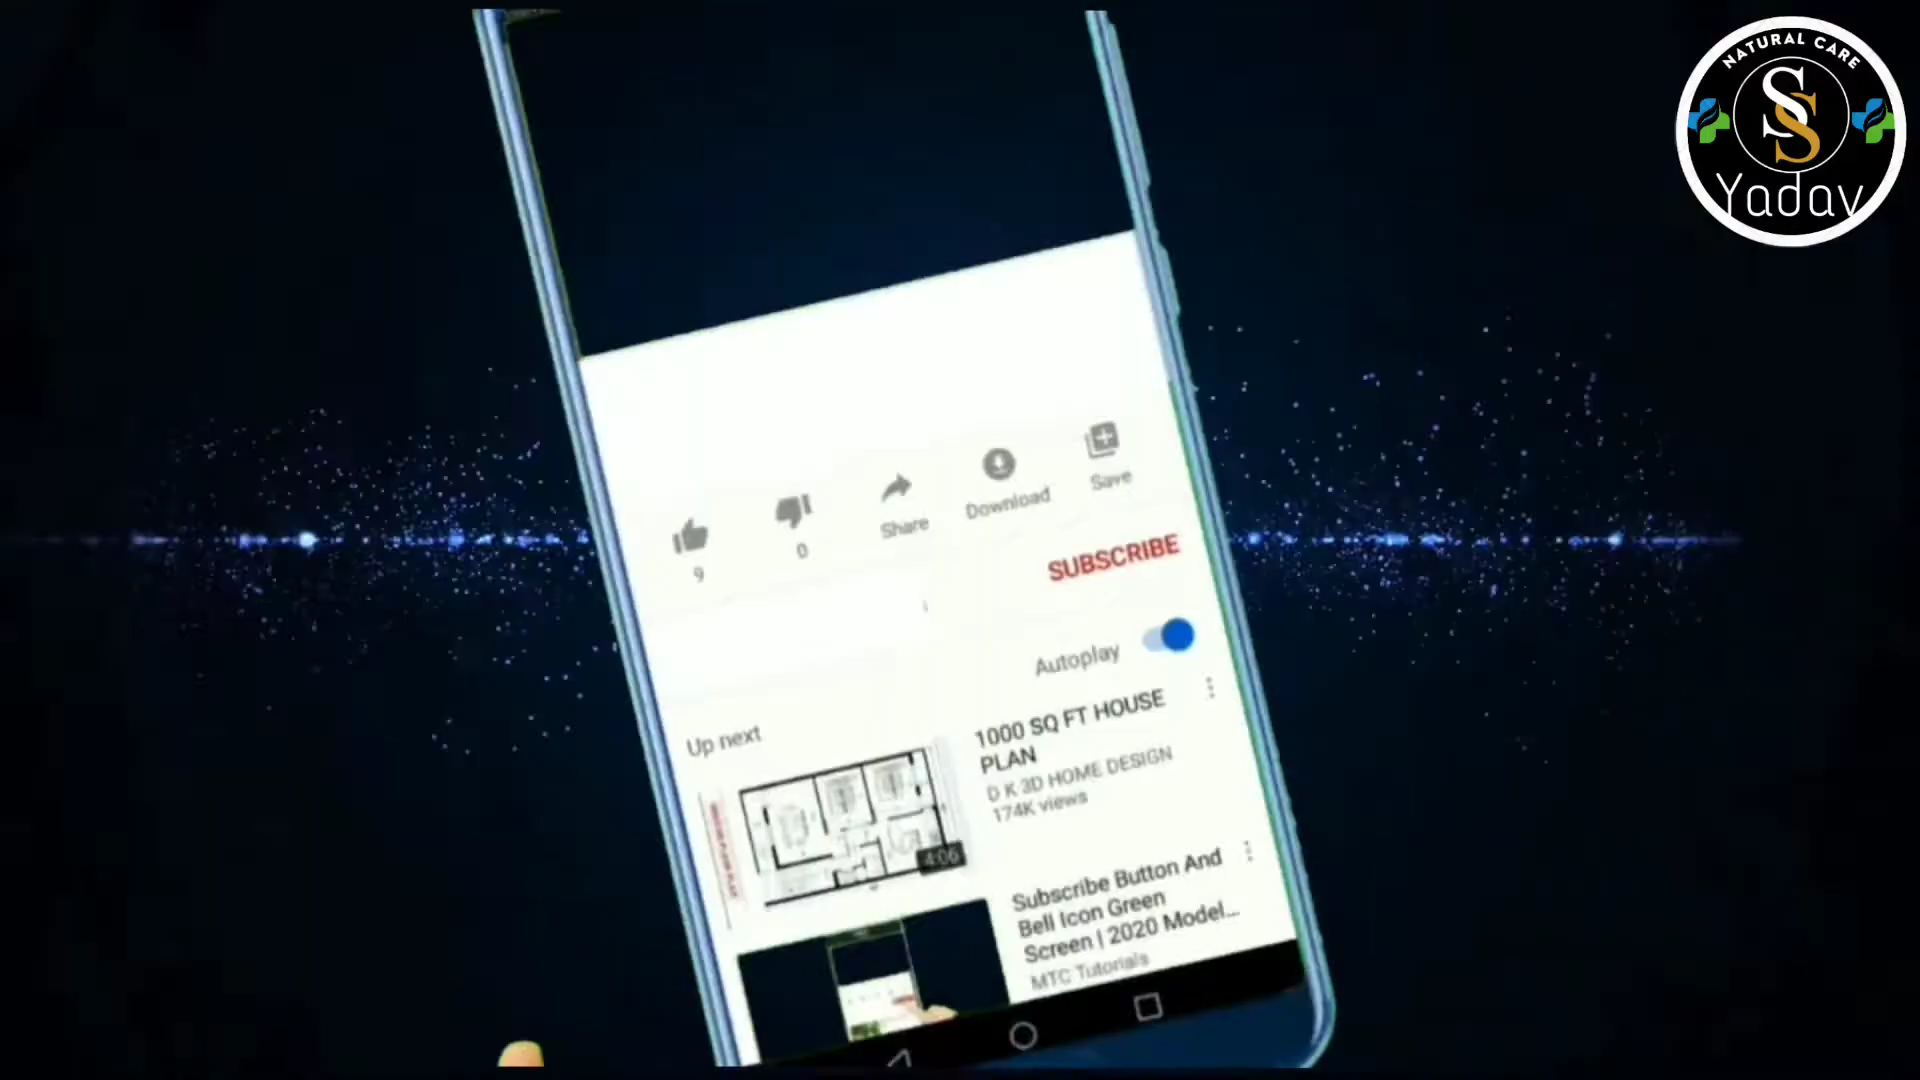 NATURAL CARE
SS
Yadav
9
0
Share
Download
Save
SUBSCRIBE
Autoplay
Up next
1000 SQ FT HOUSE
PLAN
D K 3D HOME DESIGN
174K views
4:06
Subscribe Button And
Bell Icon Green
Screen | 2020 Model...
MTC Tutorials